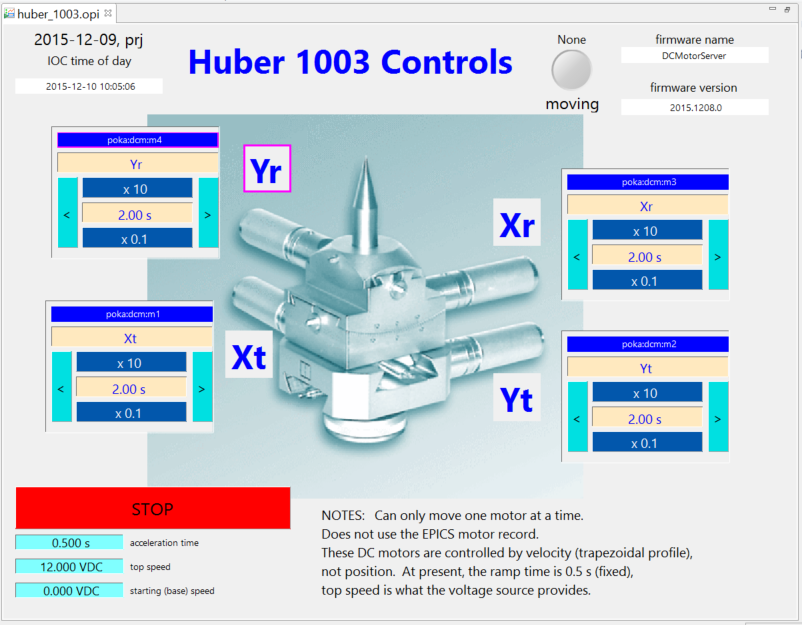 huber_1003.opi
2015-12-09, prj
IOC time of day
2015-12-10 10:05:06
Huber 1003 Controls
None
moving
firmware name
DCMotorServer
firmware version
2015.1208.0
poka:dcm:m4
Yr
x 10
<
2.00 s
>
x 0.1
Yr
poka:dcm:m3
Xr
x 10
<
2.00 s
>
x 0.1
Xr
poka:dcm:m1
Xt
x 10
<
2.00 s
>
x 0.1
Xt
poka:dcm:m2
Yt
x 10
<
2.00 s
>
x 0.1
Yt
STOP
0.500 s acceleration time
12.000 VDC top speed
0.000 VDC starting (base) speed
NOTES: Can only move one motor at a time.
Does not use the EPICS motor record.
These DC motors are controlled by velocity (trapezoidal profile),
not position. At present, the ramp time is 0.5 s (fixed),
top speed is what the voltage source provides.